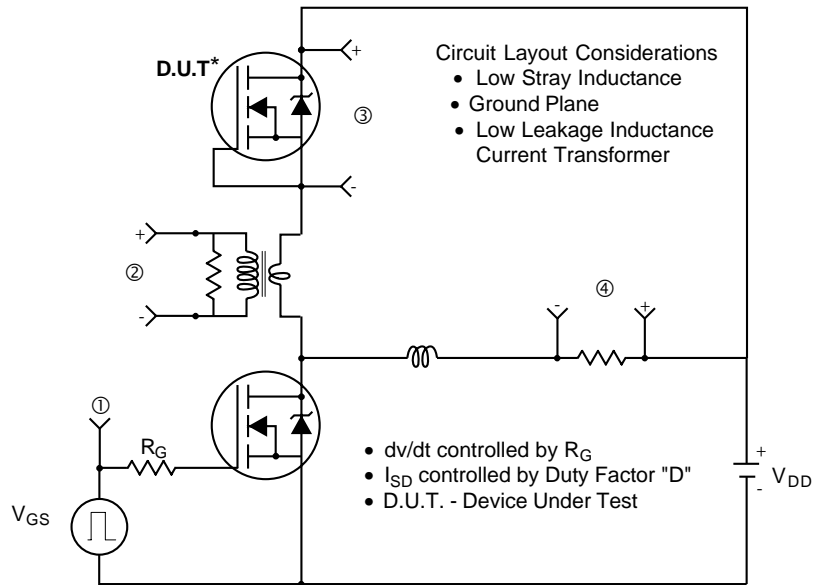 D.U.T*
+
Circuit Layout Considerations
• Low Stray Inductance
• Ground Plane
• Low Leakage Inductance
Current Transformer
③
-
+
②
-
④
- +
①
RG
• dv/dt controlled by RG
• ISD controlled by Duty Factor "D"
• D.U.T. - Device Under Test
+
VDD
-
VGS